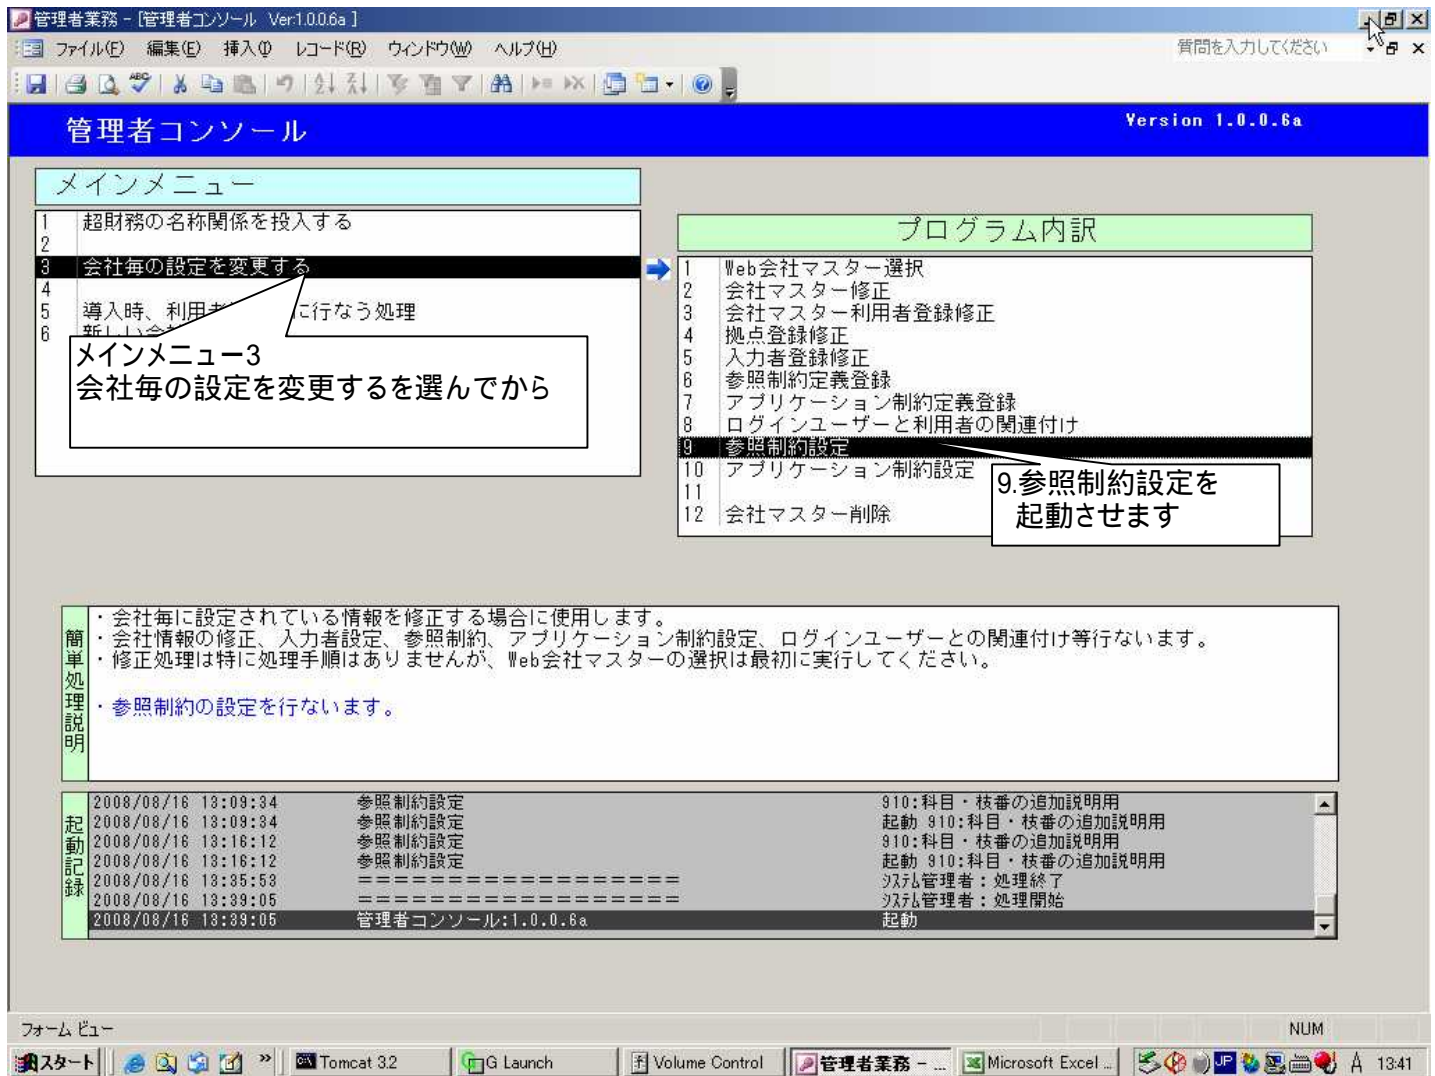 管理者業務 - [管理者コンソール Ver:1.0.0.6a ]
ファイル(F) 編集(E) 挿入(I) レコード(R) ウィンドウ(W) ヘルプ(H) 質問を入力してください
管理者コンソール Version 1.0.0.6a
メインメニュー
1 超財務の名称関係を投入する
2
3 会社毎の設定を変更する
4
5 導入時、利用 に行なう処理
6 新しい
メインメニュー3
会社毎の設定を変更するを選んでから
プログラム内訳
1 Web会社マスター選択
2 会社マスター修正
3 会社マスター利用者登録修正
4 拠点登録修正
5 入力者登録修正
6 参照制約定義登録
7 アプリケーション制約定義登録
8 ログインユーザーと利用者の関連付け
9 参照制約設定
10 アプリケーション制約設定
11
12 会社マスター削除
9.参照制約設定を
起動させます
簡単処理説明
・会社毎に設定されている情報を修正する場合に使用します。
・会社情報の修正、入力者設定、参照制約、アプリケーション制約設定、ログインユーザーとの関連付け等行ないます。
・修正処理は特に処理手順はありませんが、Web会社マスターの選択は最初に実行してください。
・参照制約の設定を行ないます。
起動記録
2008/08/16 13:09:34 参照制約設定 910:科目・枝番の追加説明用
2008/08/16 13:09:34 参照制約設定 起動 910:科目・枝番の追加説明用
2008/08/16 13:16:12 参照制約設定 910:科目・枝番の追加説明用
2008/08/16 13:16:12 参照制約設定 起動 910:科目・枝番の追加説明用
2008/08/16 13:35:53 ================== システム管理者：処理終了
2008/08/16 13:39:05 ================== システム管理者：処理開始
2008/08/16 13:39:05 管理者コンソール:1.0.0.6a 起動
フォーム ビュー NUM
スタート » Tomcat 3.2 G Launch Volume Control 管理者業務 - ... Microsoft Excel ... JP A 13:41